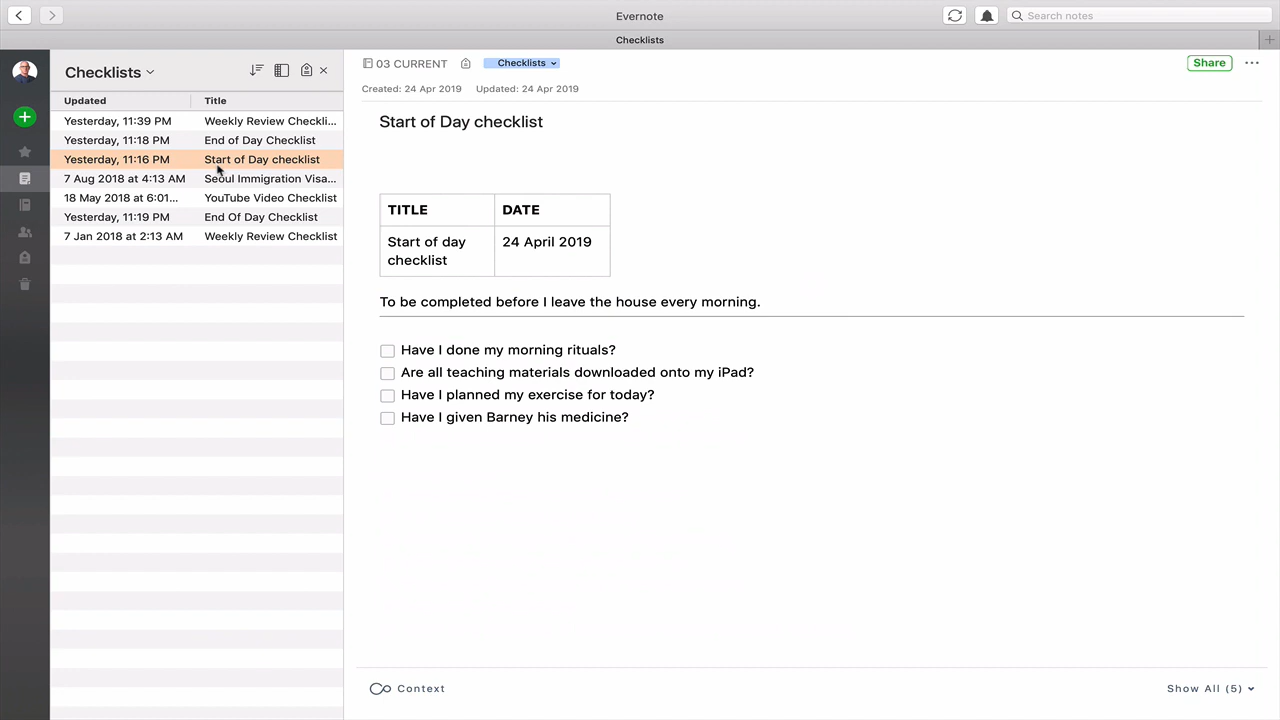 Evernote
Search notes
Checklists
Checklists
Updated Title
Yesterday, 11:39 PM Weekly Review Checkli...
Yesterday, 11:18 PM End of Day Checklist
Yesterday, 11:16 PM Start of Day checklist
7 Aug 2018 at 4:13 AM Seoul Immigration Visa...
18 May 2018 at 6:01... YouTube Video Checklist
Yesterday, 11:19 PM End Of Day Checklist
7 Jan 2018 at 2:13 AM Weekly Review Checklist
03 CURRENT Checklists Share
Created: 24 Apr 2019 Updated: 24 Apr 2019
Start of Day checklist
TITLE DATE
Start of day 24 April 2019
checklist
To be completed before I leave the house every morning.
Have I done my morning rituals?
Are all teaching materials downloaded onto my iPad?
Have I planned my exercise for today?
Have I given Barney his medicine?
Context Show All (5)